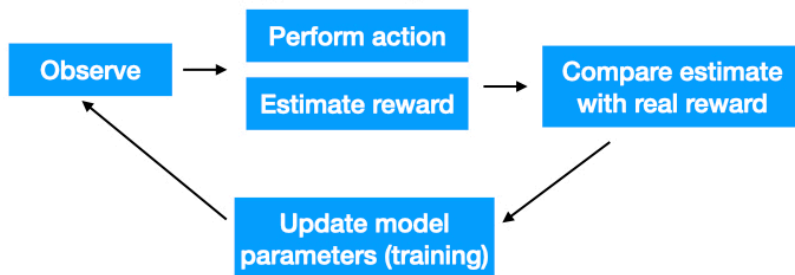 Observe
Perform action
Estimate reward
Compare estimate
with real reward
Update model
parameters (training)